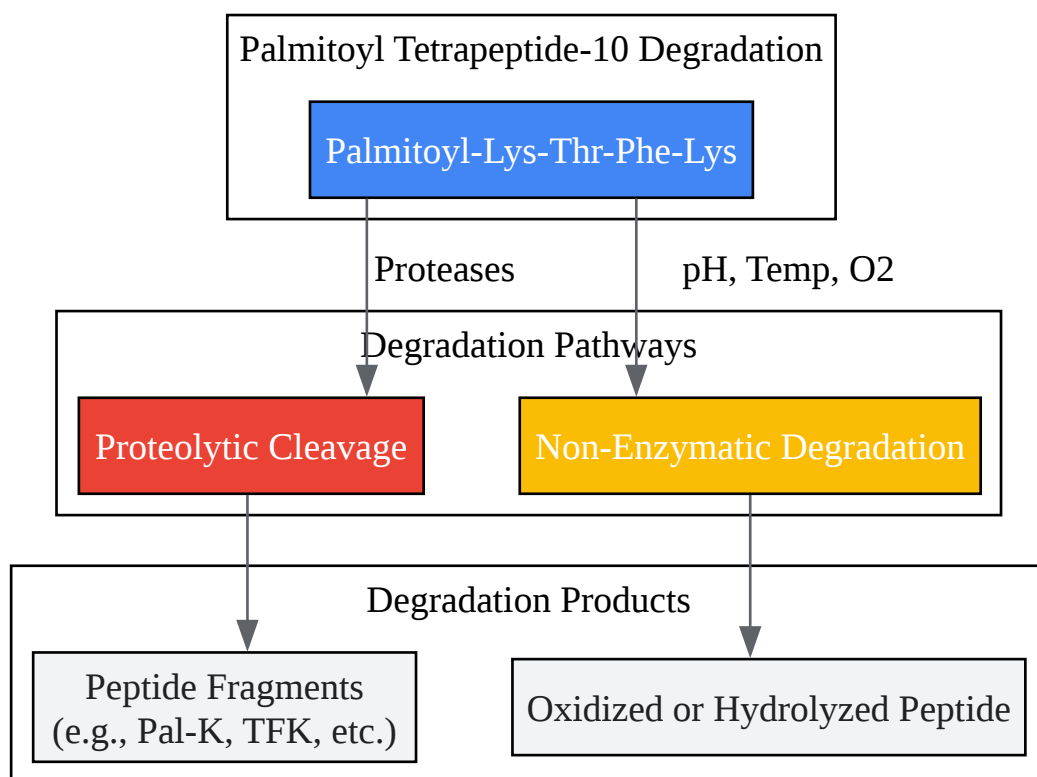 Palmitoyl Tetrapeptide-10 Degradation
Palmitoyl-Lys-Thr-Phe-Lys
Proteases
pH, Temp, O2
Degradation Pathways
Proteolytic Cleavage
Non-Enzymatic Degradation
Degradation Products
Peptide Fragments
(e.g., Pal-K, TFK, etc.)
Oxidized or Hydrolyzed Peptide